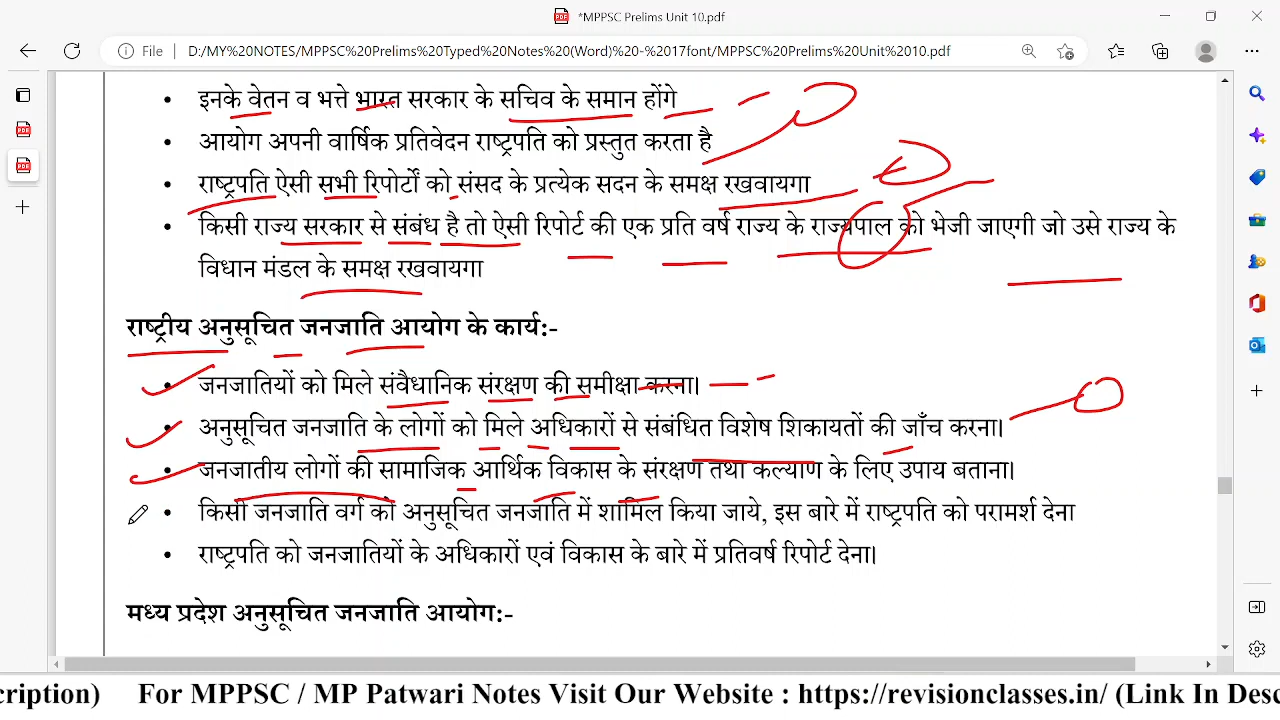 *MPPSC Prelims Unit 10.pdf
File D:/MY%20NOTES/MPPSC%20Prelims%20Typed%20Notes%20(Word)%20-%2017font/MPPSC%20Prelims%20Unit%2010.pdf
• इनके वेतन व भत्ते भारत सरकार के सचिव के समान होंगे
• आयोग अपनी वार्षिक प्रतिवेदन राष्ट्रपति को प्रस्तुत करता है
• राष्ट्रपति ऐसी सभी रिपोर्टों को संसद के प्रत्येक सदन के समक्ष रखवायगा
• किसी राज्य सरकार से संबंध है तो ऐसी रिपोर्ट की एक प्रति वर्ष राज्य के राज्यपाल को भेजी जाएगी जो उसे राज्य के
विधान मंडल के समक्ष रखवायगा
राष्ट्रीय अनुसूचित जनजाति आयोग के कार्य:-
• जनजातियों को मिले संवैधानिक संरक्षण की समीक्षा करना।
• अनुसूचित जनजाति के लोगों को मिले अधिकारों से संबंधित विशेष शिकायतों की जाँच करना।
• जनजातीय लोगों की सामाजिक आर्थिक विकास के संरक्षण तथा कल्याण के लिए उपाय बताना।
• किसी जनजाति वर्ग को अनुसूचित जनजाति में शामिल किया जाये, इस बारे में राष्ट्रपति को परामर्श देना
• राष्ट्रपति को जनजातियों के अधिकारों एवं विकास के बारे में प्रतिवर्ष रिपोर्ट देना।
मध्य प्रदेश अनुसूचित जनजाति आयोग:-
cription) For MPPSC / MP Patwari Notes Visit Our Website : https://revisionclasses.in/ (Link In Desc